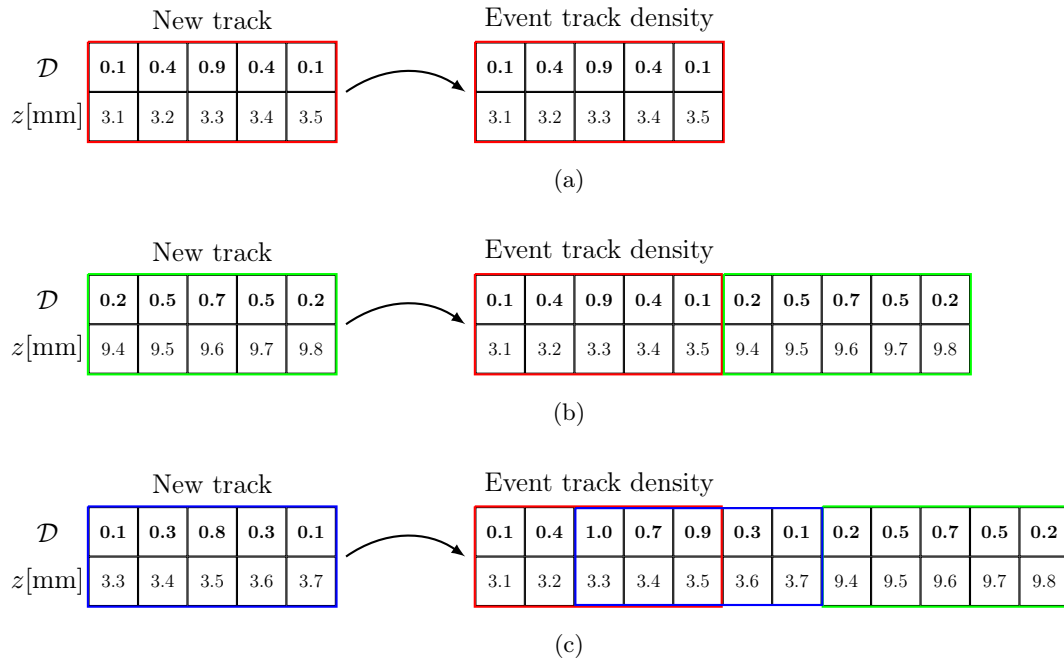 New track Event track density
𝒟 0.1 0.4 0.9 0.4 0.1 0.1 0.4 0.9 0.4 0.1
z[mm] 3.1 3.2 3.3 3.4 3.5 3.1 3.2 3.3 3.4 3.5
(a)
New track Event track density
𝒟 0.2 0.5 0.7 0.5 0.2 0.1 0.4 0.9 0.4 0.1 0.2 0.5 0.7 0.5 0.2
z[mm] 9.4 9.5 9.6 9.7 9.8 3.1 3.2 3.3 3.4 3.5 9.4 9.5 9.6 9.7 9.8
(b)
New track Event track density
𝒟 0.1 0.3 0.8 0.3 0.1 0.1 0.4 1.0 0.7 0.9 0.3 0.1 0.2 0.5 0.7 0.5 0.2
z[mm] 3.3 3.4 3.5 3.6 3.7 3.1 3.2 3.3 3.4 3.5 3.6 3.7 9.4 9.5 9.6 9.7 9.8
(c)